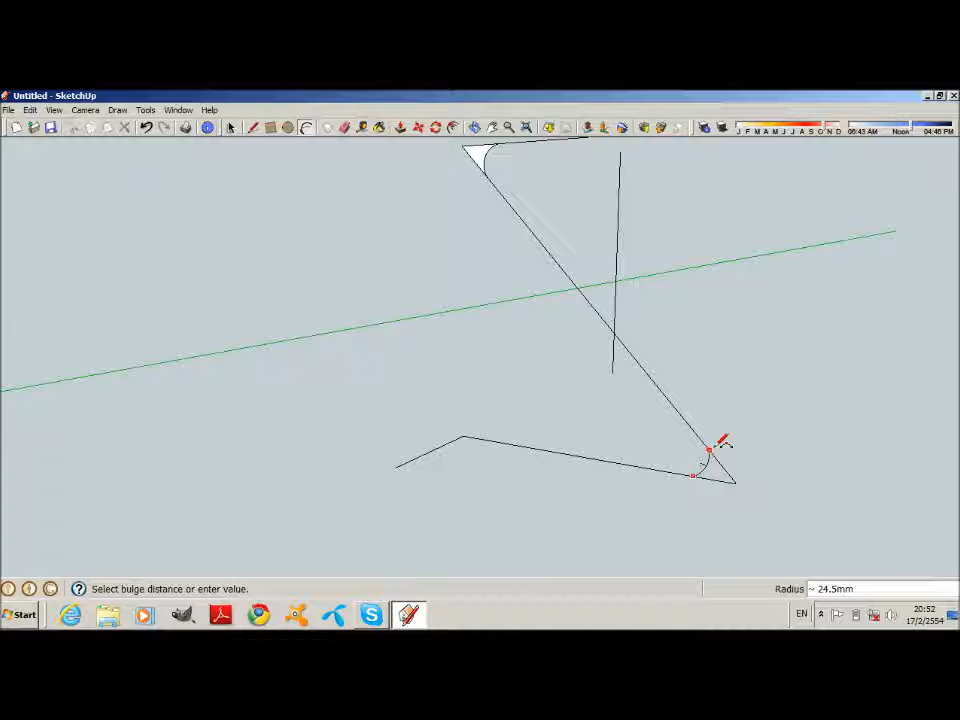 Untitled - SketchUp
File Edit View Camera Draw Tools Window Help
J F M A M J J A S O N D 06:43 AM Noon 04:46 PM
Select bulge distance or enter value. Radius ~ 24.5mm
Start EN 20:52
17/2/2554